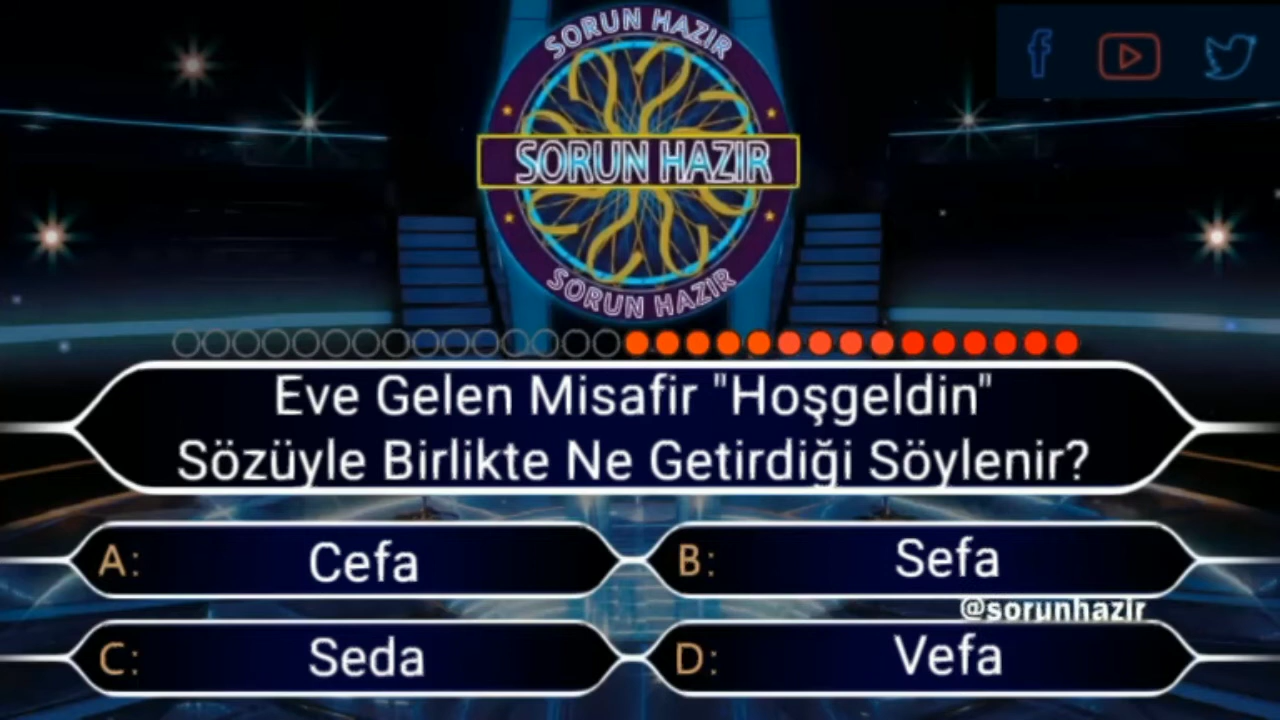 SORUN HAZIR
SORUN HAZIR
SORUN HAZIR
Eve Gelen Misafir "Hoşgeldin"
Sözüyle Birlikte Ne Getirdiği Söylenir?
A: Cefa
B: Sefa
@sorunhazır
C: Seda
D: Vefa